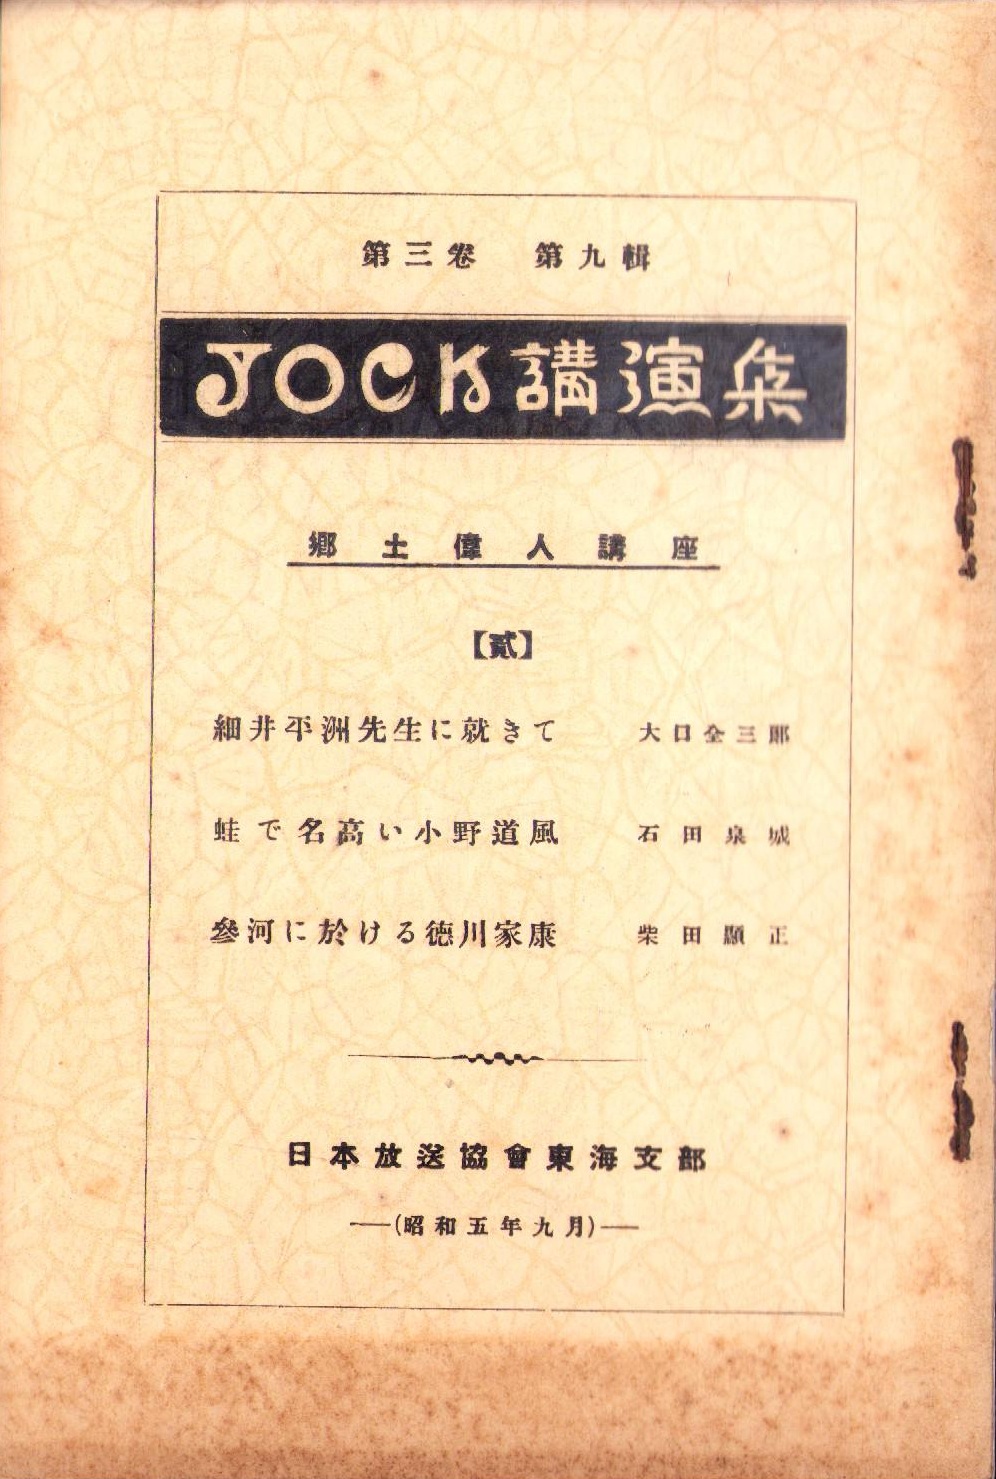 第三卷　第九輯
JOCK講演集
鄕土偉人講座
【貳】
細井平洲先生に就きて　大口全三郎
蛙で名高い小野道風　石田泉城
參河に於ける德川家康　柴田顯正
日本放送協會東海支部
―(昭和五年九月)―